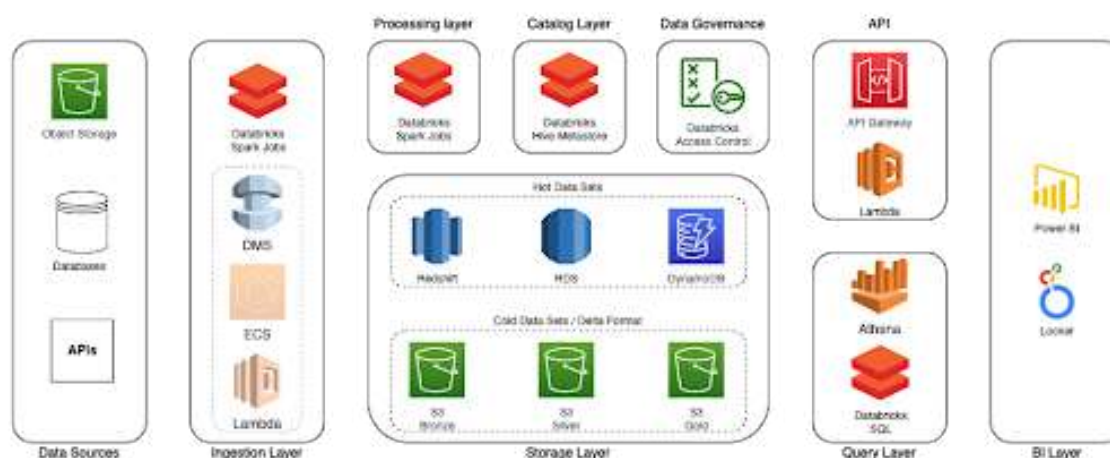 Processing layer
Catalog Layer
Data Governance
API
Object Storage
Databases
APIs
Data Sources
Databricks
Spark Jobs
DMS
ECS
Lambda
Ingestion Layer
Databricks
Spark Jobs
Databricks
Hive Metastore
Databricks
Access Control
Hot Data Sets
Redshift
RDS
DynamoDB
Cold Data Sets / Delta Format
S3
Bronze
S3
Silver
S3
Gold
Storage Layer
API Gateway
Lambda
Athena
Databricks
SQL
Query Layer
Power BI
Looker
BI Layer